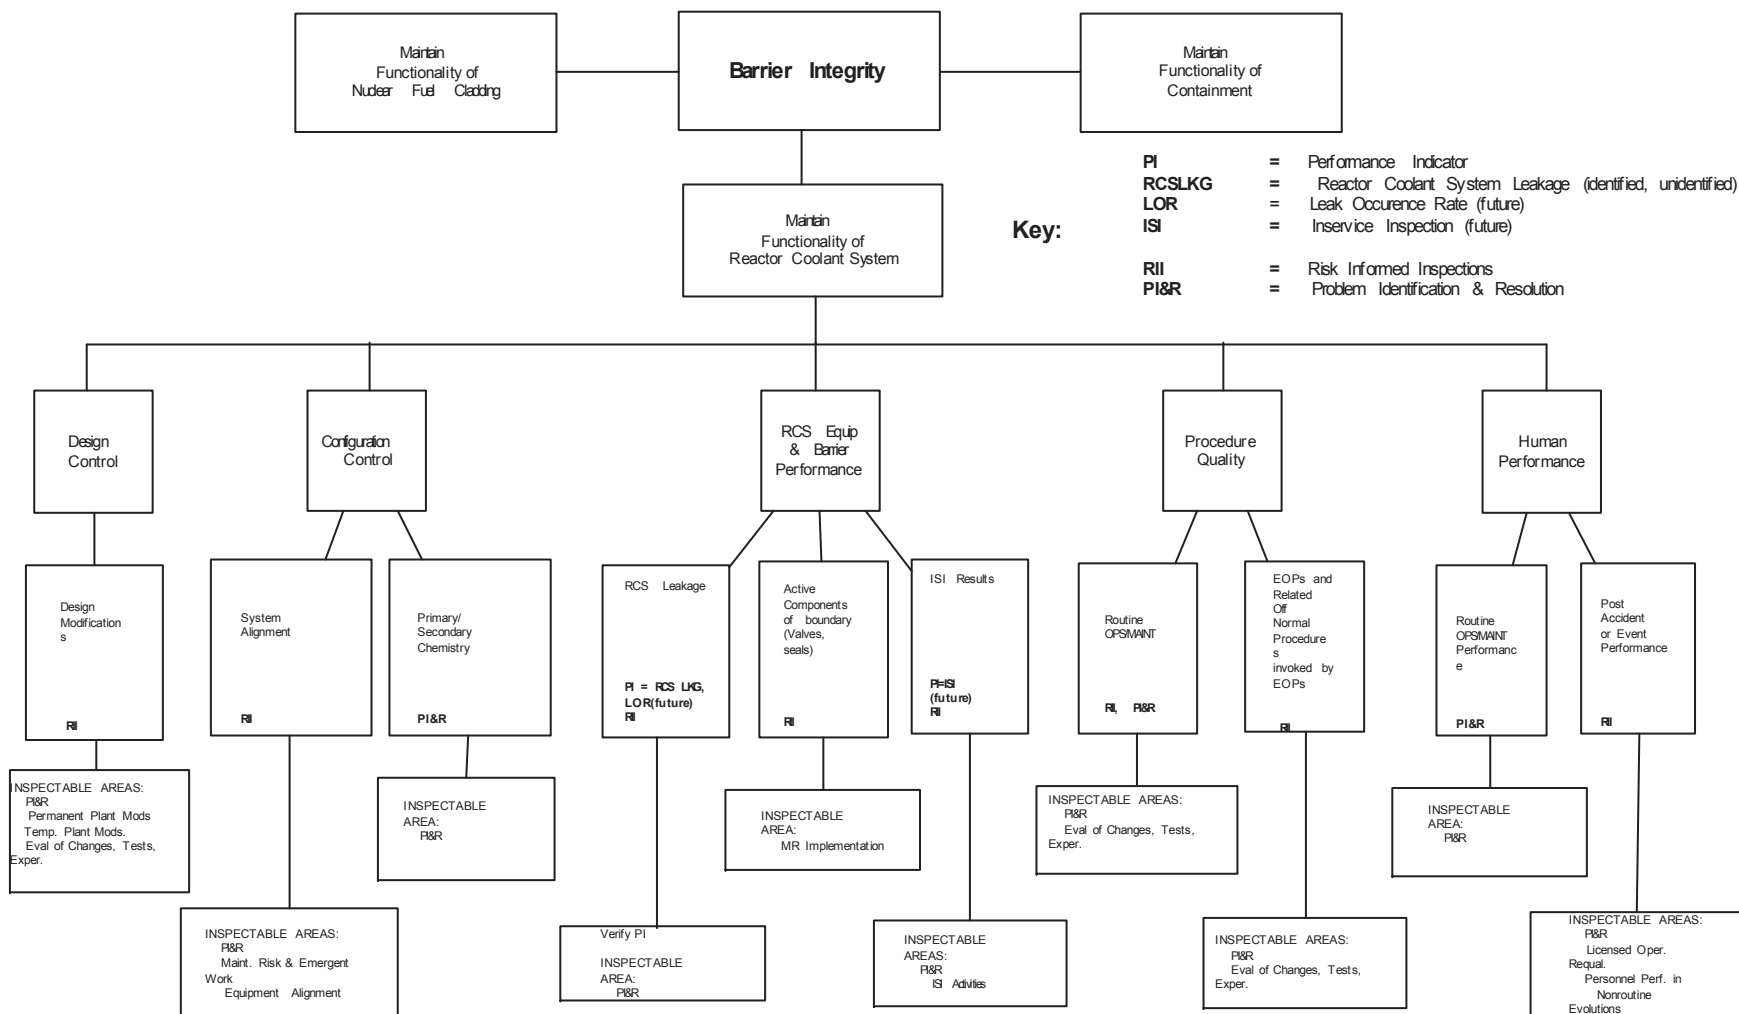 Maintain
Functionality of
Nuclear Fuel Cladding
Barrier Integrity
Maintain
Functionality of
Containment
PI = Performance Indicator
RCSLKG = Reactor Coolant System Leakage (identified, unidentified)
LOR = Leak Occurence Rate (future)
Key:
ISI = Inservice Inspection (future)
RII = Risk Informed Inspections
PI&R = Problem Identification & Resolution
Maintain
Functionality of
Reactor Coolant System
Design
Control
Configuration
Control
RCS Equip
& Barrier
Performance
Procedure
Quality
Human
Performance
Design
Modification
s
RII
System
Alignment
RII
Primary/
Secondary
Chemistry
PI&R
RCS Leakage
PI = RCS LKG,
LOR(future)
RII
Active
Components
of boundary
(Valves,
seals)
RII
ISI Results
PI=ISI
(future)
RII
Routine
OPS/MAINT
RII, PI&R
EOPs and
Related
Off
Normal
Procedure
s
invoked by
EOPs
RII
Routine
OPS/MAINT
Performanc
e
PI&R
Post
Accident
or Event
Performance
RII
INSPECTABLE AREAS:
PI&R
Permanent Plant Mods
Temp. Plant Mods.
Eval of Changes, Tests,
Exper.
INSPECTABLE AREAS:
PI&R
Maint. Risk & Emergent
Work
Equipment Alignment
INSPECTABLE
AREA:
PI&R
Verify PI
INSPECTABLE
AREA:
PI&R
INSPECTABLE
AREA:
MR Implementation
INSPECTABLE
AREAS:
PI&R
ISI Activities
INSPECTABLE AREAS:
PI&R
Eval of Changes, Tests,
Exper.
INSPECTABLE AREAS:
PI&R
Eval of Changes, Tests,
Exper.
INSPECTABLE
AREA:
PI&R
INSPECTABLE AREAS:
PI&R
Licensed Oper.
Requal.
Personnel Perf. in
Nonroutine
Evolutions